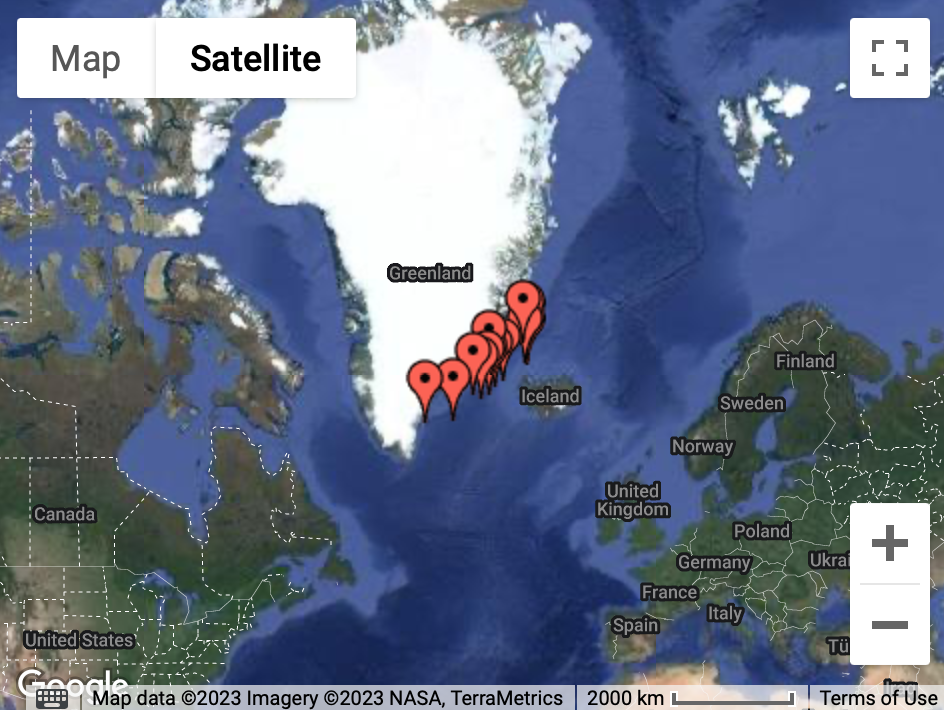 Map
Satellite
Greenland
Finland
Iceland
Sweden
Norway
United
Kingdom
Canada
Poland
Germany
Ukrai
France
Italy
Spain
United States
Tü
Iraq
Google
Map data ©2023 Imagery ©2023 NASA, TerraMetrics
2000 km
Terms of Use